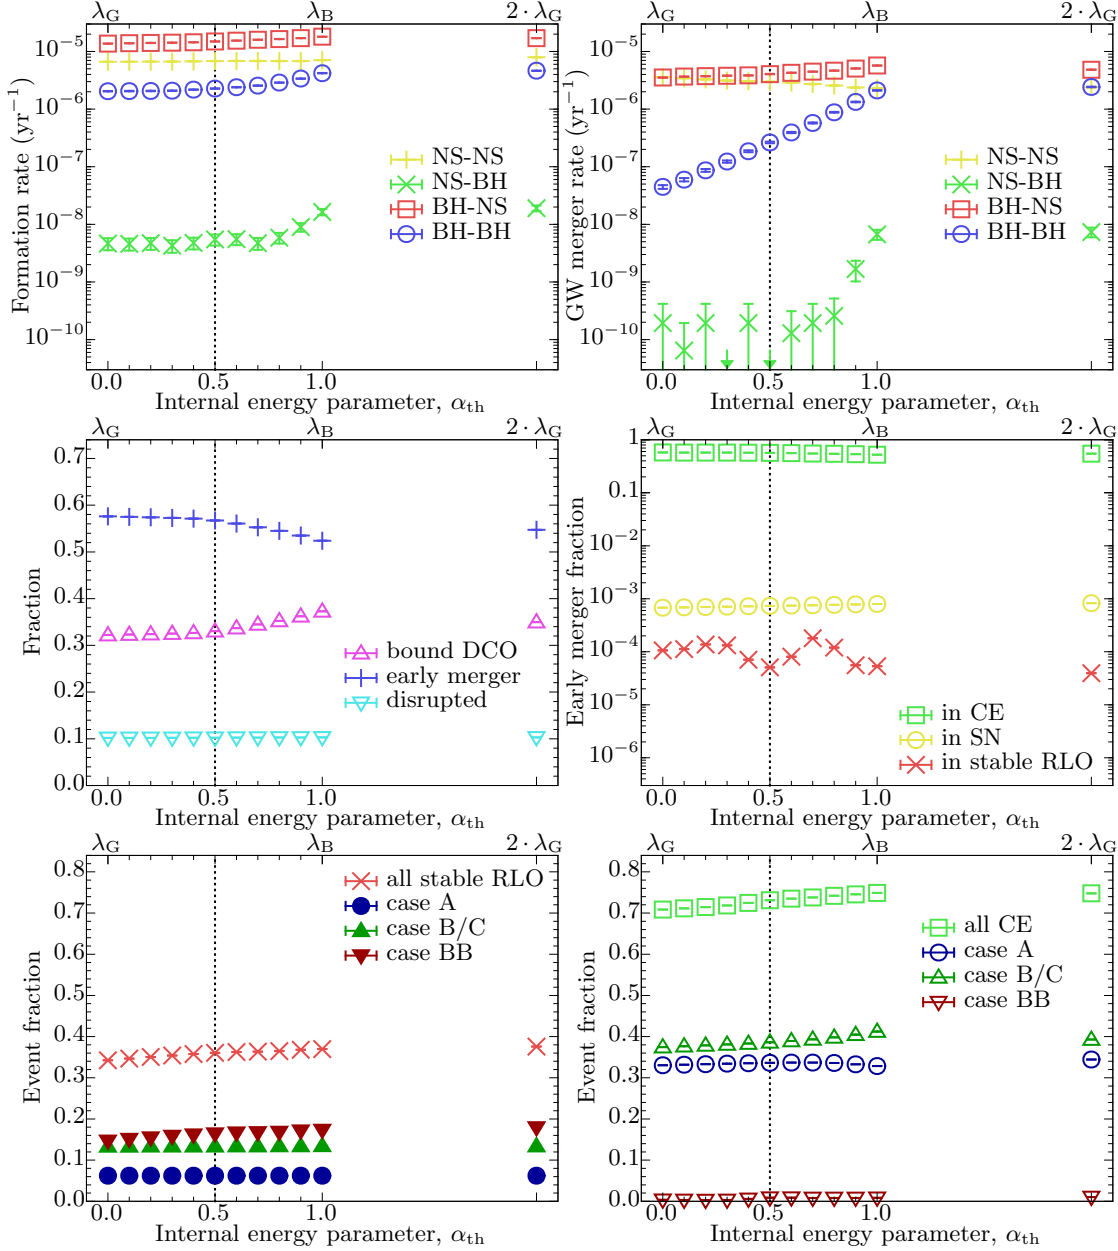 λG λB 2 · λG
10−5
10−6
10−7
10−8
10−9
10−10
Formation rate (yr−1)
NS-NS
NS-BH
BH-NS
BH-BH
0.0 0.5 1.0
Internal energy parameter, αth
λG λB 2 · λG
10−5
10−6
10−7
10−8
10−9
10−10
GW merger rate (yr−1)
NS-NS
NS-BH
BH-NS
BH-BH
0.0 0.5 1.0
Internal energy parameter, αth
λG λB 2 · λG
0.7
0.6
0.5
0.4
0.3
0.2
0.1
0.0
Fraction
bound DCO
early merger
disrupted
0.0 0.5 1.0
Internal energy parameter, αth
λG λB 2 · λG
1
0.1
10−2
10−3
10−4
10−5
10−6
Early merger fraction
in CE
in SN
in stable RLO
0.0 0.5 1.0
Internal energy parameter, αth
λG λB 2 · λG
0.8
0.7
0.6
0.5
0.4
0.3
0.2
0.1
0.0
Event fraction
all stable RLO
case A
case B/C
case BB
0.0 0.5 1.0
Internal energy parameter, αth
λG λB 2 · λG
0.8
0.7
0.6
0.5
0.4
0.3
0.2
0.1
0.0
Event fraction
all CE
case A
case B/C
case BB
0.0 0.5 1.0
Internal energy parameter, αth